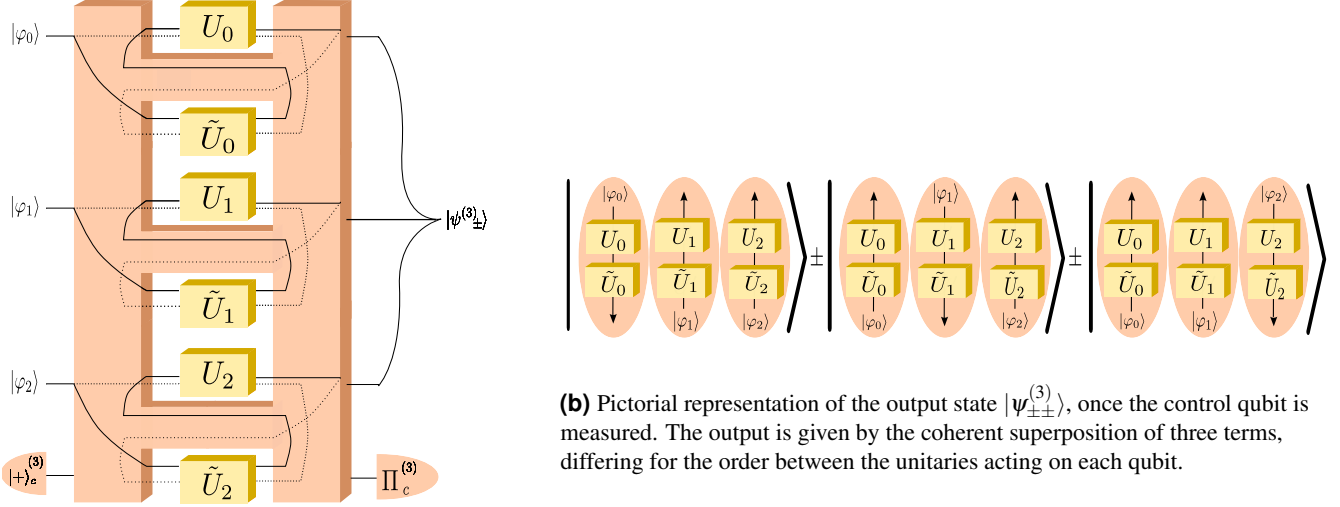 |φ₀⟩
U₀
Ũ₀
|φ₁⟩
U₁
Ũ₁
|ψ⁽³⁾±⟩
|φ₂⟩
U₂
Ũ₂
|+⟩c⁽³⁾
∏c⁽³⁾
|φ₀⟩ |φ₁⟩ |φ₂⟩
U₀ U₁ U₂ ± U₀ U₁ U₂ ± U₀ U₁ U₂
Ũ₀ Ũ₁ Ũ₂ Ũ₀ Ũ₁ Ũ₂ Ũ₀ Ũ₁ Ũ₂
|φ₁⟩ |φ₂⟩ |φ₀⟩ |φ₂⟩ |φ₀⟩ |φ₁⟩
(b) Pictorial representation of the output state |ψ±±⁽³⁾⟩, once the control qubit is
measured. The output is given by the coherent superposition of three terms,
differing for the order between the unitaries acting on each qubit.